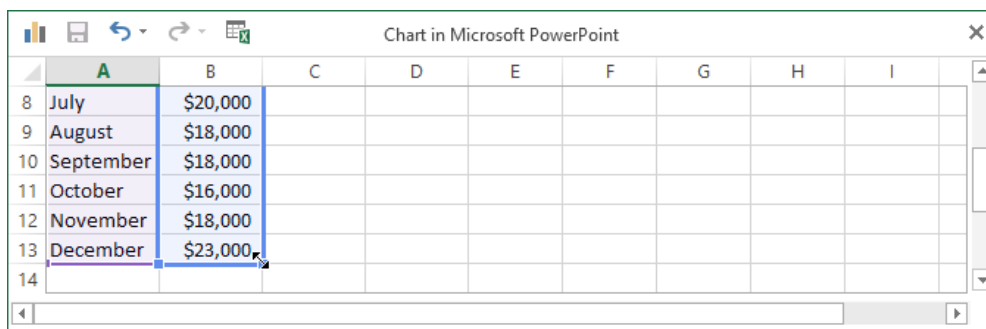 Chart in Microsoft PowerPoint
A B C D E F G H I
8 July $20,000
9 August $18,000
10 September $18,000
11 October $16,000
12 November $18,000
13 December $23,000
14